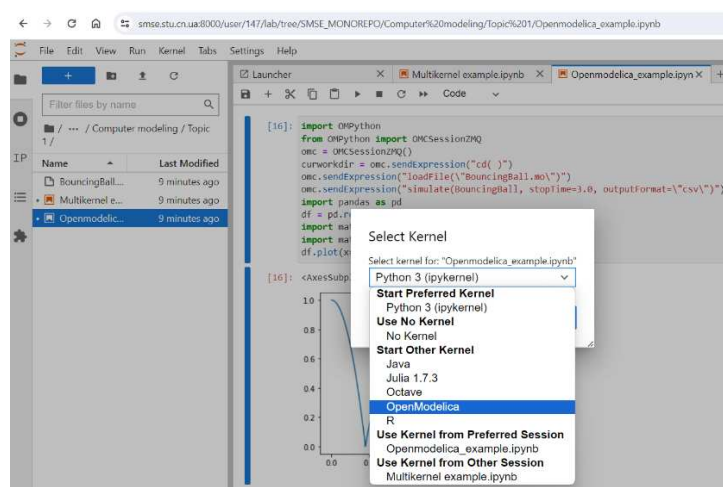 smse.stu.cn.ua:8000/user/147/lab/tree/SMSE_MONOREPO/Computer%20modeling/Topic%201/Openmodelica_example.ipynb
File Edit View Run Kernel Tabs Settings Help
Filter files by name
/ ··· / Computer modeling / Topic
1 /
Name Last Modified
BouncingBall... 9 minutes ago
Multikernel e... 9 minutes ago
Openmodelic... 9 minutes ago
IP
Launcher Multikernel example.ipynb Openmodelica_example.ipyn
Code
[16]: import OMPython
from OMPython import OMCSessionZMQ
omc = OMCSessionZMQ()
curworkdir = omc.sendExpression("cd( )")
omc.sendExpression("loadFile(\"BouncingBall.mo\")")
omc.sendExpression("simulate(BouncingBall, stopTime=3.0, outputFormat=\"csv\")")
import pandas as pd
df = pd.r
import mat
import mat
df.plot(x
[16]: <AxesSubp
1.0
0.8
0.6
0.4
0.2
0.0
0.0
Select Kernel
Select kernel for: "Openmodelica_example.ipynb"
Python 3 (ipykernel)
Start Preferred Kernel
Python 3 (ipykernel)
Use No Kernel
No Kernel
Start Other Kernel
Java
Julia 1.7.3
Octave
OpenModelica
R
Use Kernel from Preferred Session
Openmodelica_example.ipynb
Use Kernel from Other Session
Multikernel example.ipynb